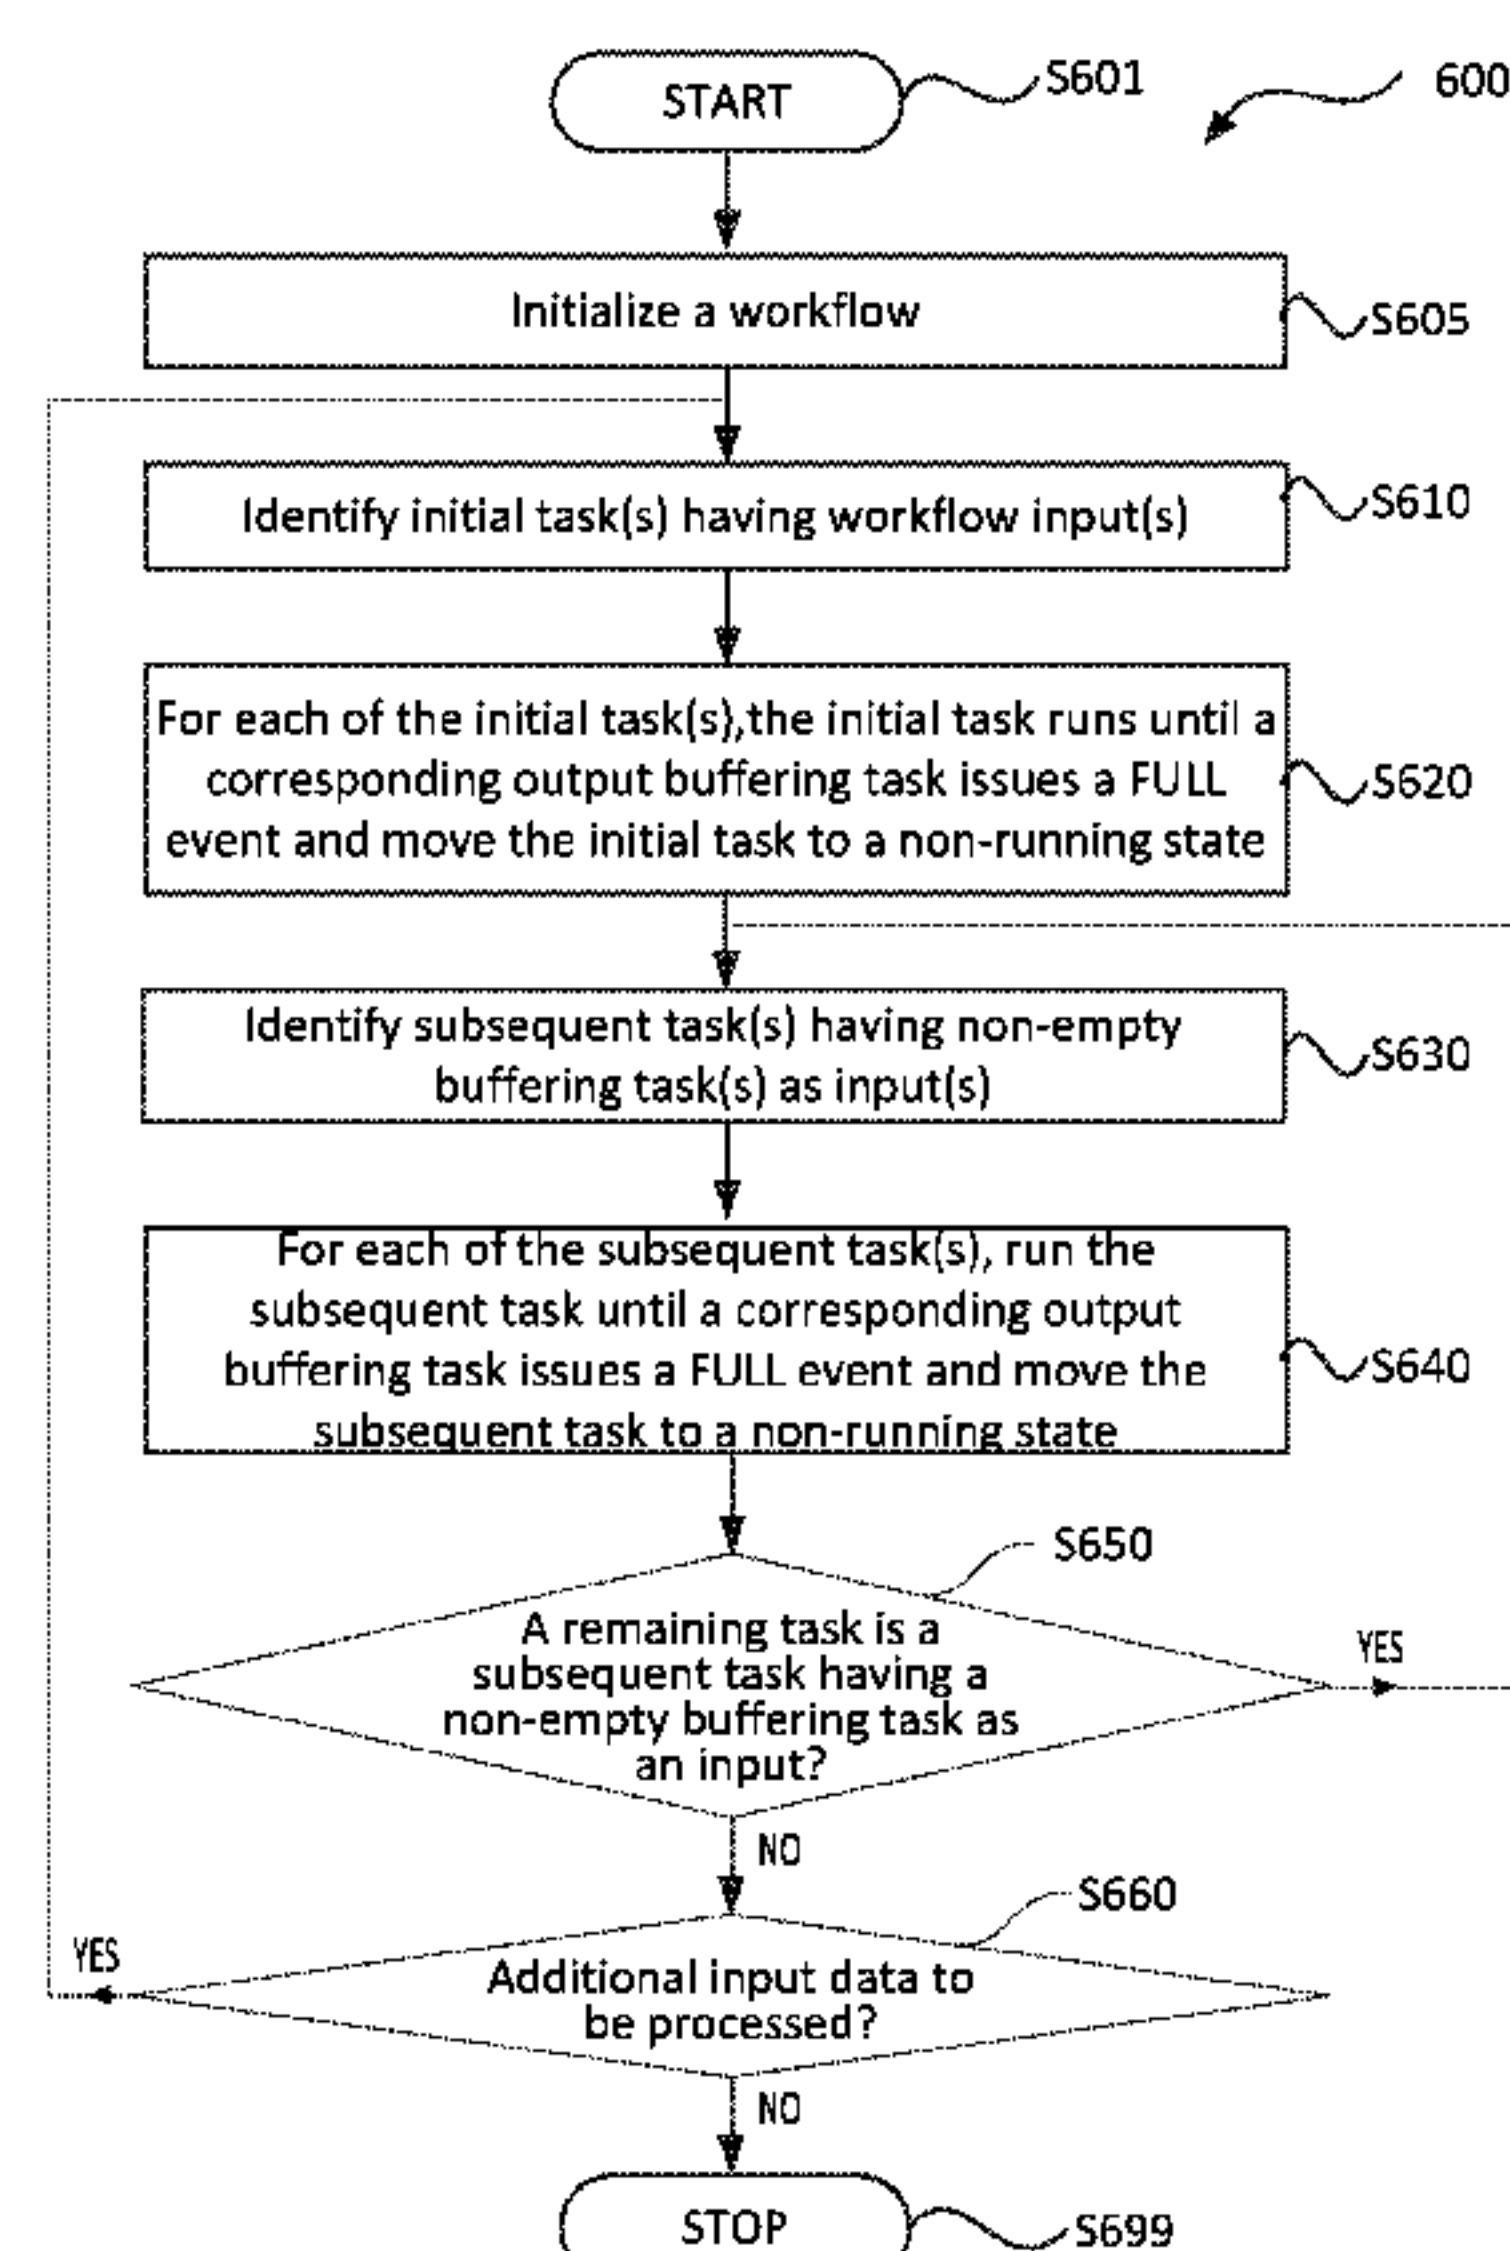 START
S601
600
Initialize a workflow
S605
Identify initial task(s) having workflow input(s)
S610
For each of the initial task(s),the initial task runs until a
corresponding output buffering task issues a FULL
event and move the initial task to a non-running state
S620
Identify subsequent task(s) having non-empty
buffering task(s) as input(s)
S630
For each of the subsequent task(s), run the
subsequent task until a corresponding output
buffering task issues a FULL event and move the
subsequent task to a non-running state
S640
S650
A remaining task is a
subsequent task having a
non-empty buffering task as
an input?
YES
NO
S660
YES
Additional input data to
be processed?
NO
STOP
S699